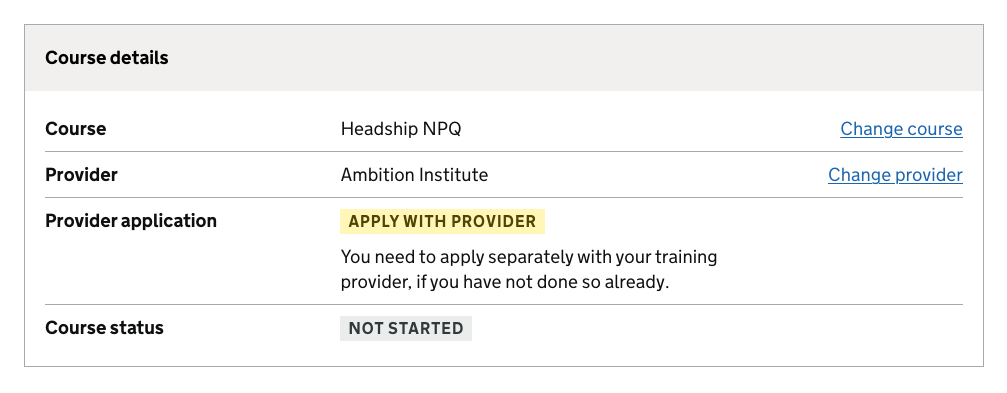 Course details
Course Headship NPQ Change course
Provider Ambition Institute Change provider
Provider application APPLY WITH PROVIDER
You need to apply separately with your training
provider, if you have not done so already.
Course status NOT STARTED